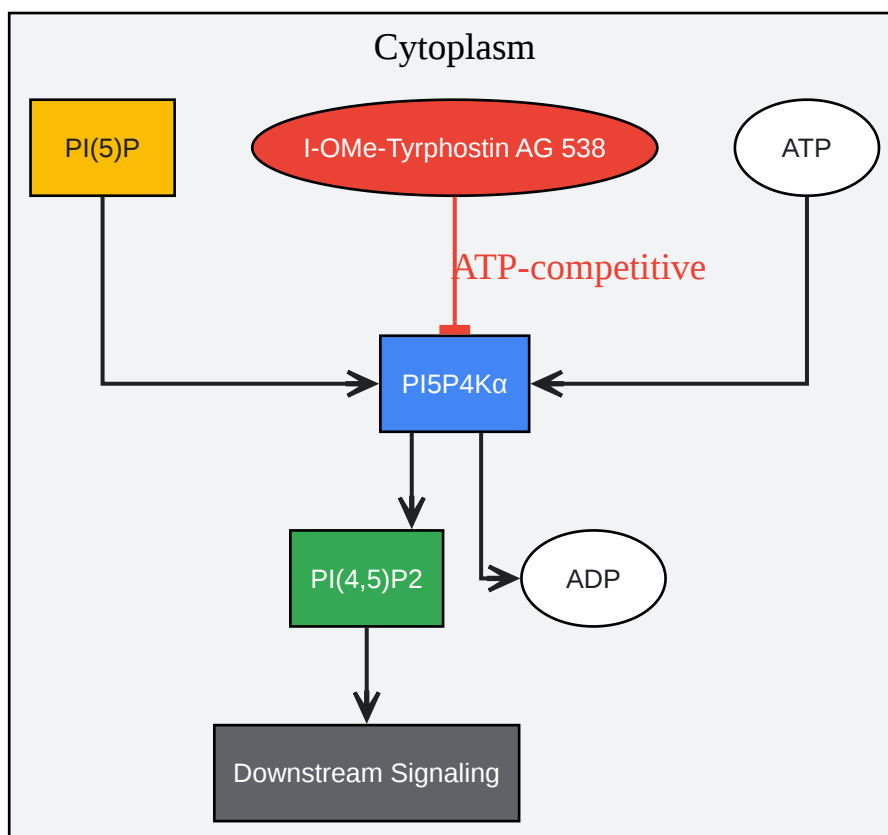 Cytoplasm
PI(5)P
I-OMe-Tyrphostin AG 538
ATP
ATP-competitive
PI5P4Kα
PI(4,5)P2
ADP
Downstream Signaling